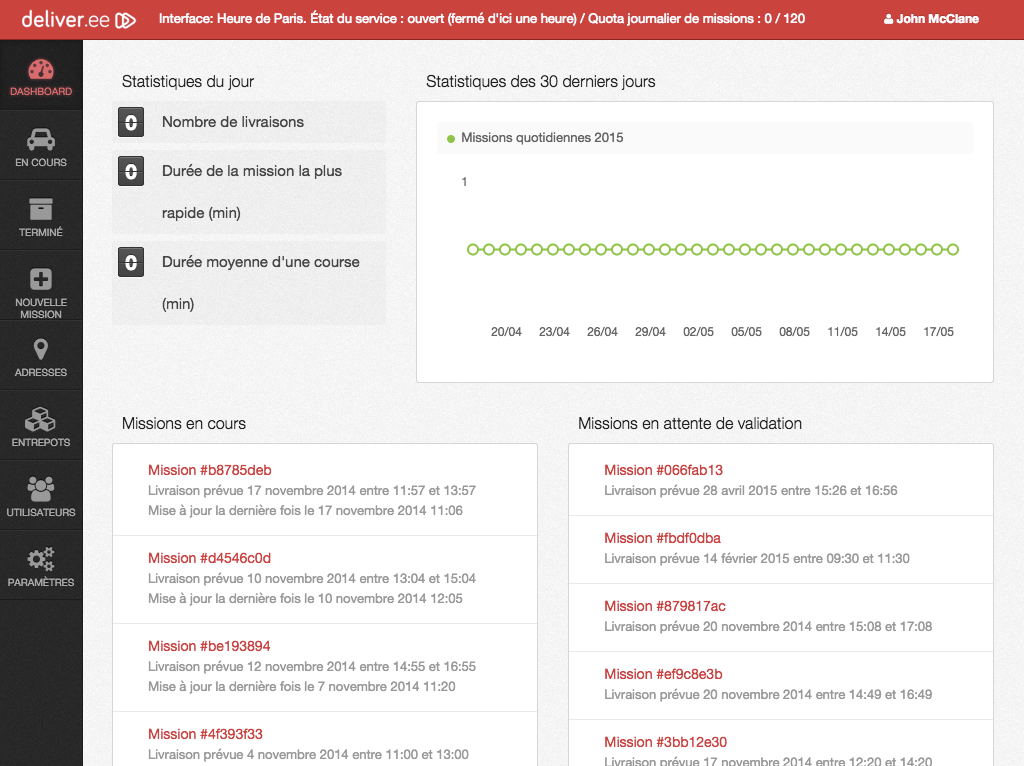 deliver.ee
Interface: Heure de Paris. État du service : ouvert (fermé d'ici une heure) / Quota journalier de missions : 0 / 120
John McClane
DASHBOARD
EN COURS
TERMINÉ
NOUVELLE
MISSION
ADRESSES
ENTREPOTS
UTILISATEURS
PARAMÈTRES
Statistiques du jour
0 Nombre de livraisons
0 Durée de la mission la plus
rapide (min)
0 Durée moyenne d'une course
(min)
Statistiques des 30 derniers jours
Missions quotidiennes 2015
1
20/04 23/04 26/04 29/04 02/05 05/05 08/05 11/05 14/05 17/05
Missions en cours
Mission #b8785deb
Livraison prévue 17 novembre 2014 entre 11:57 et 13:57
Mise à jour la dernière fois le 17 novembre 2014 11:06
Mission #d4546c0d
Livraison prévue 10 novembre 2014 entre 13:04 et 15:04
Mise à jour la dernière fois le 10 novembre 2014 12:05
Mission #be193894
Livraison prévue 12 novembre 2014 entre 14:55 et 16:55
Mise à jour la dernière fois le 7 novembre 2014 11:20
Mission #4f393f33
Livraison prévue 4 novembre 2014 entre 11:00 et 13:00
Missions en attente de validation
Mission #066fab13
Livraison prévue 28 avril 2015 entre 15:26 et 16:56
Mission #fbdf0dba
Livraison prévue 14 février 2015 entre 09:30 et 11:30
Mission #879817ac
Livraison prévue 20 novembre 2014 entre 15:08 et 17:08
Mission #ef9c8e3b
Livraison prévue 20 novembre 2014 entre 14:49 et 16:49
Mission #3bb12e30
Livraison prévue 17 novembre 2014 entre 12:20 et 14:20